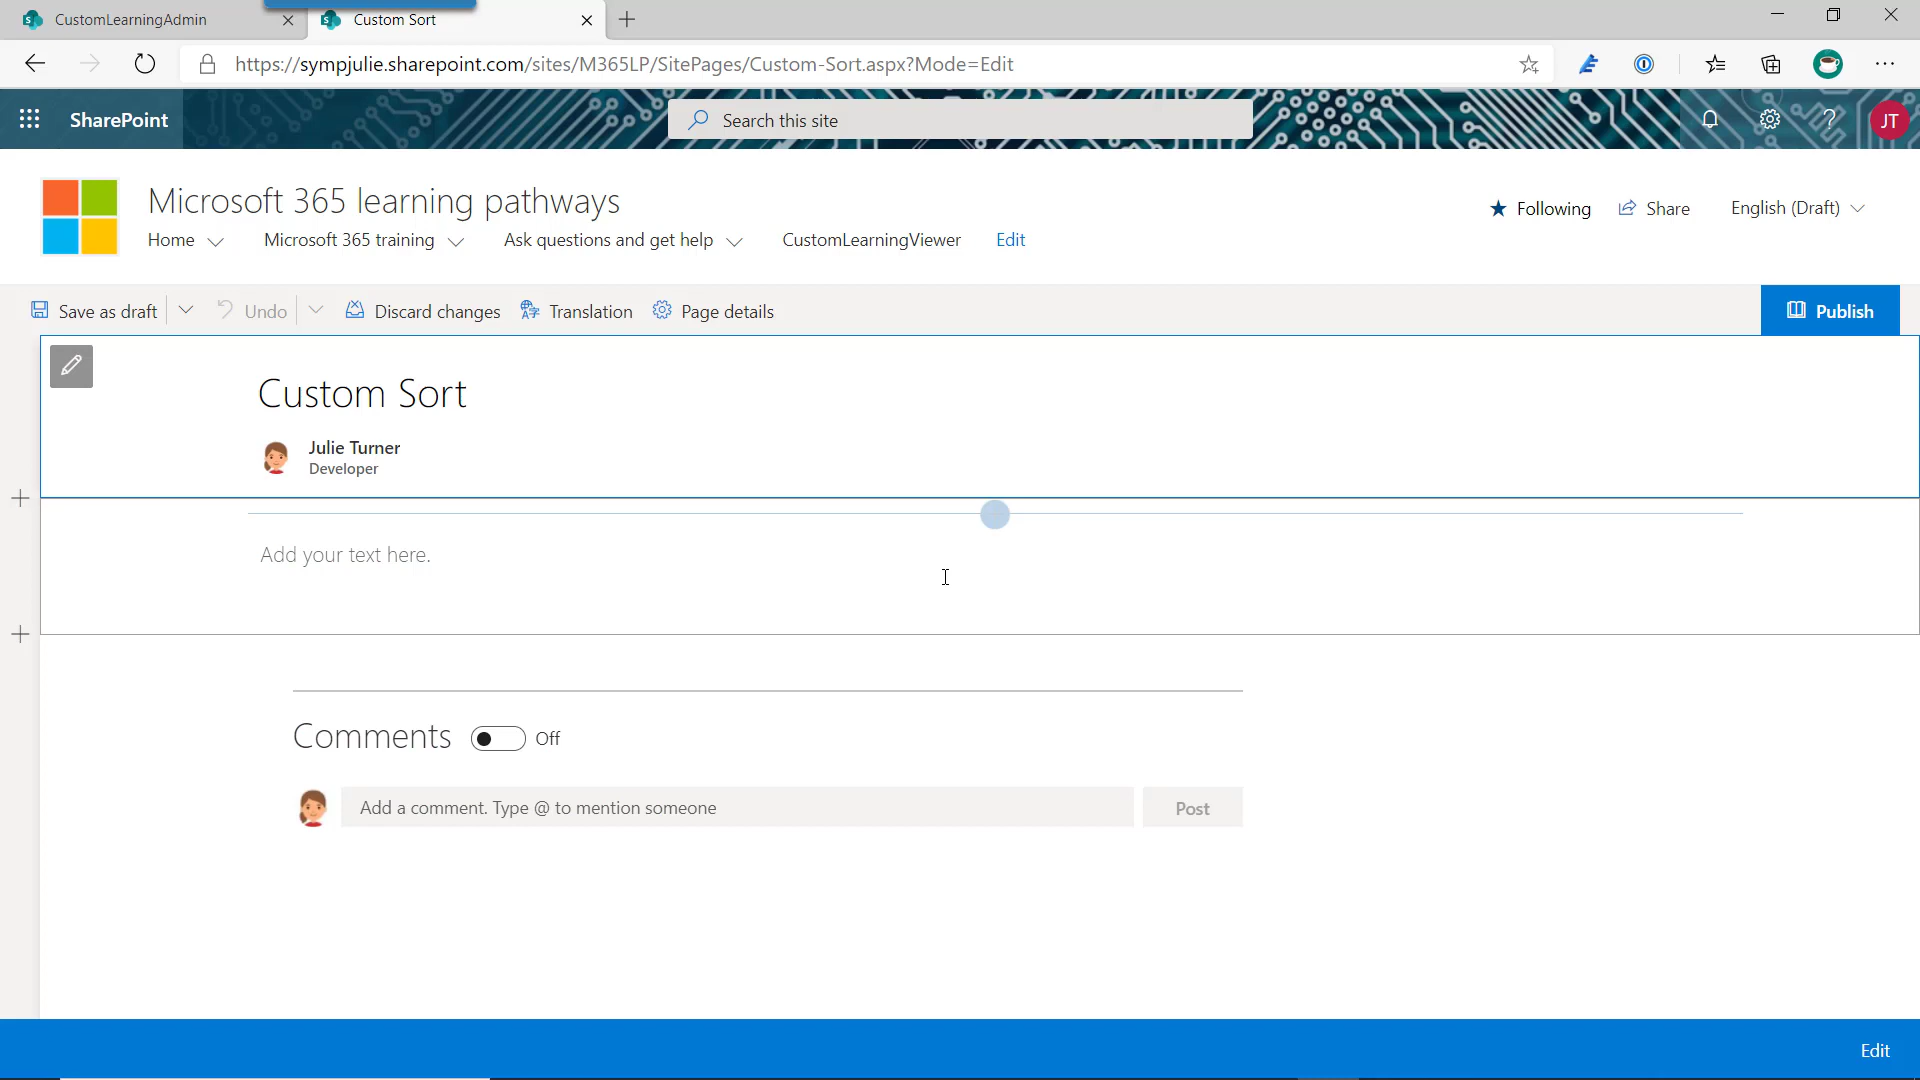 CustomLearningAdmin
Custom Sort
https://sympjulie.sharepoint.com/sites/M365LP/SitePages/Custom-Sort.aspx?Mode=Edit
SharePoint
Search this site
JT
Microsoft 365 learning pathways
Following
Share
English (Draft)
Home
Microsoft 365 training
Ask questions and get help
CustomLearningViewer
Edit
Save as draft
Undo
Discard changes
Translation
Page details
Publish
Custom Sort
Julie Turner
Developer
Add your text here.
Comments
Off
Add a comment. Type @ to mention someone
Post
Edit